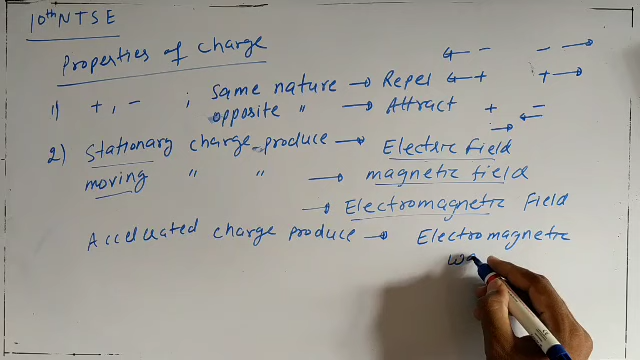 10th NTSE
Properties of charge
← - - →
1) +, - ; Same nature → Repel ← + + →
opposite " → Attract + → ← -
2) Stationary charge produce → Electric Field
moving " " → magnetic field
→ Electromagnetic Field
Accelerated charge produce → Electromagnetic